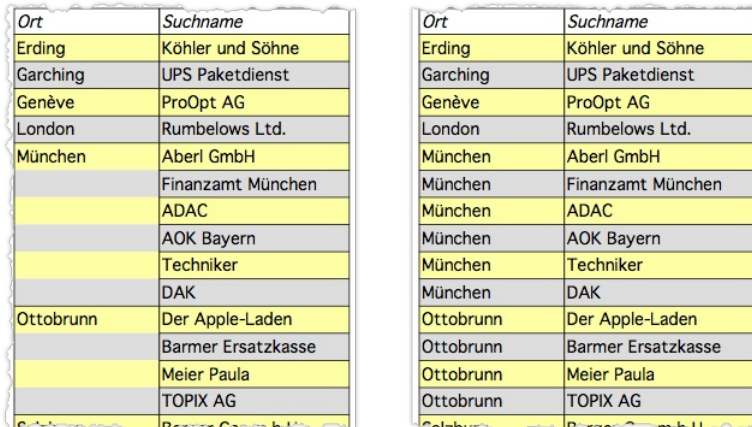 Ort Suchname
Erding Köhler und Söhne
Garching UPS Paketdienst
Genève ProOpt AG
London Rumbelows Ltd.
München Aberl GmbH
Finanzamt München
ADAC
AOK Bayern
Techniker
DAK
Ottobrunn Der Apple-Laden
Barmer Ersatzkasse
Meier Paula
TOPIX AG
Ort Suchname
Erding Köhler und Söhne
Garching UPS Paketdienst
Genève ProOpt AG
London Rumbelows Ltd.
München Aberl GmbH
München Finanzamt München
München ADAC
München AOK Bayern
München Techniker
München DAK
Ottobrunn Der Apple-Laden
Ottobrunn Barmer Ersatzkasse
Ottobrunn Meier Paula
Ottobrunn TOPIX AG